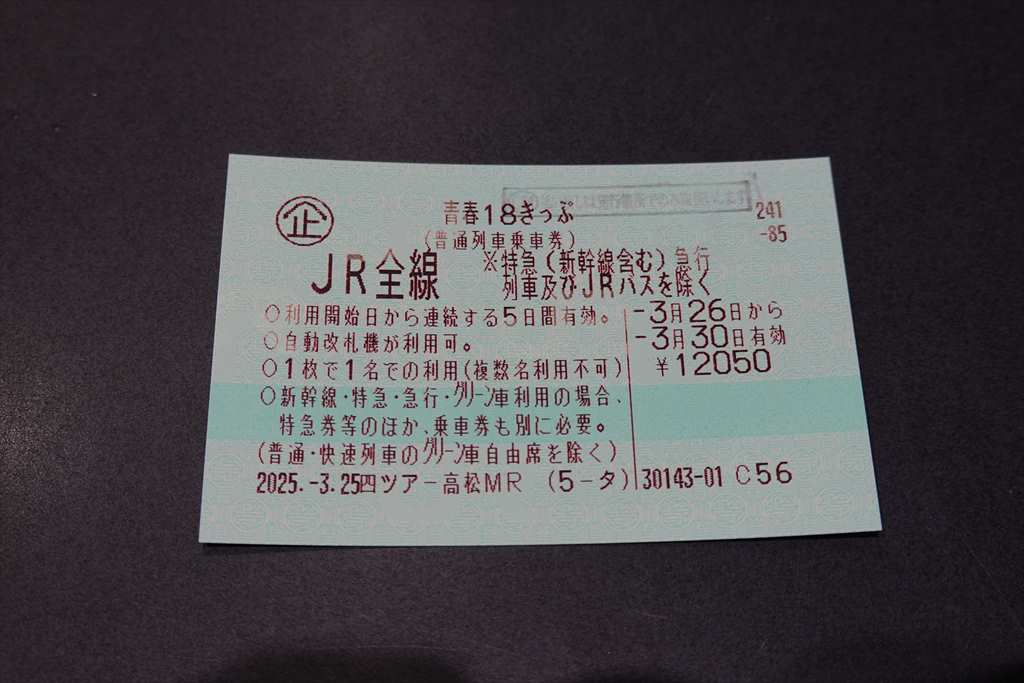 企
青春18きっぷ
241
(普通列車乗車券)
-85
JR全線
※特急(新幹線含む)急行
列車及びJRバスを除く
○利用開始日から連続する5日間有効。
-3月26日から
○自動改札機が利用可。
-3月30日有効
○1枚で1名での利用(複数名利用不可)
¥12050
○新幹線・特急・急行・グリーン車利用の場合、
特急券等のほか、乗車券も別に必要。
(普通・快速列車のグリーン車自由席を除く)
2025.-3.25四ツアー高松MR (5-タ) 30143-01 C56